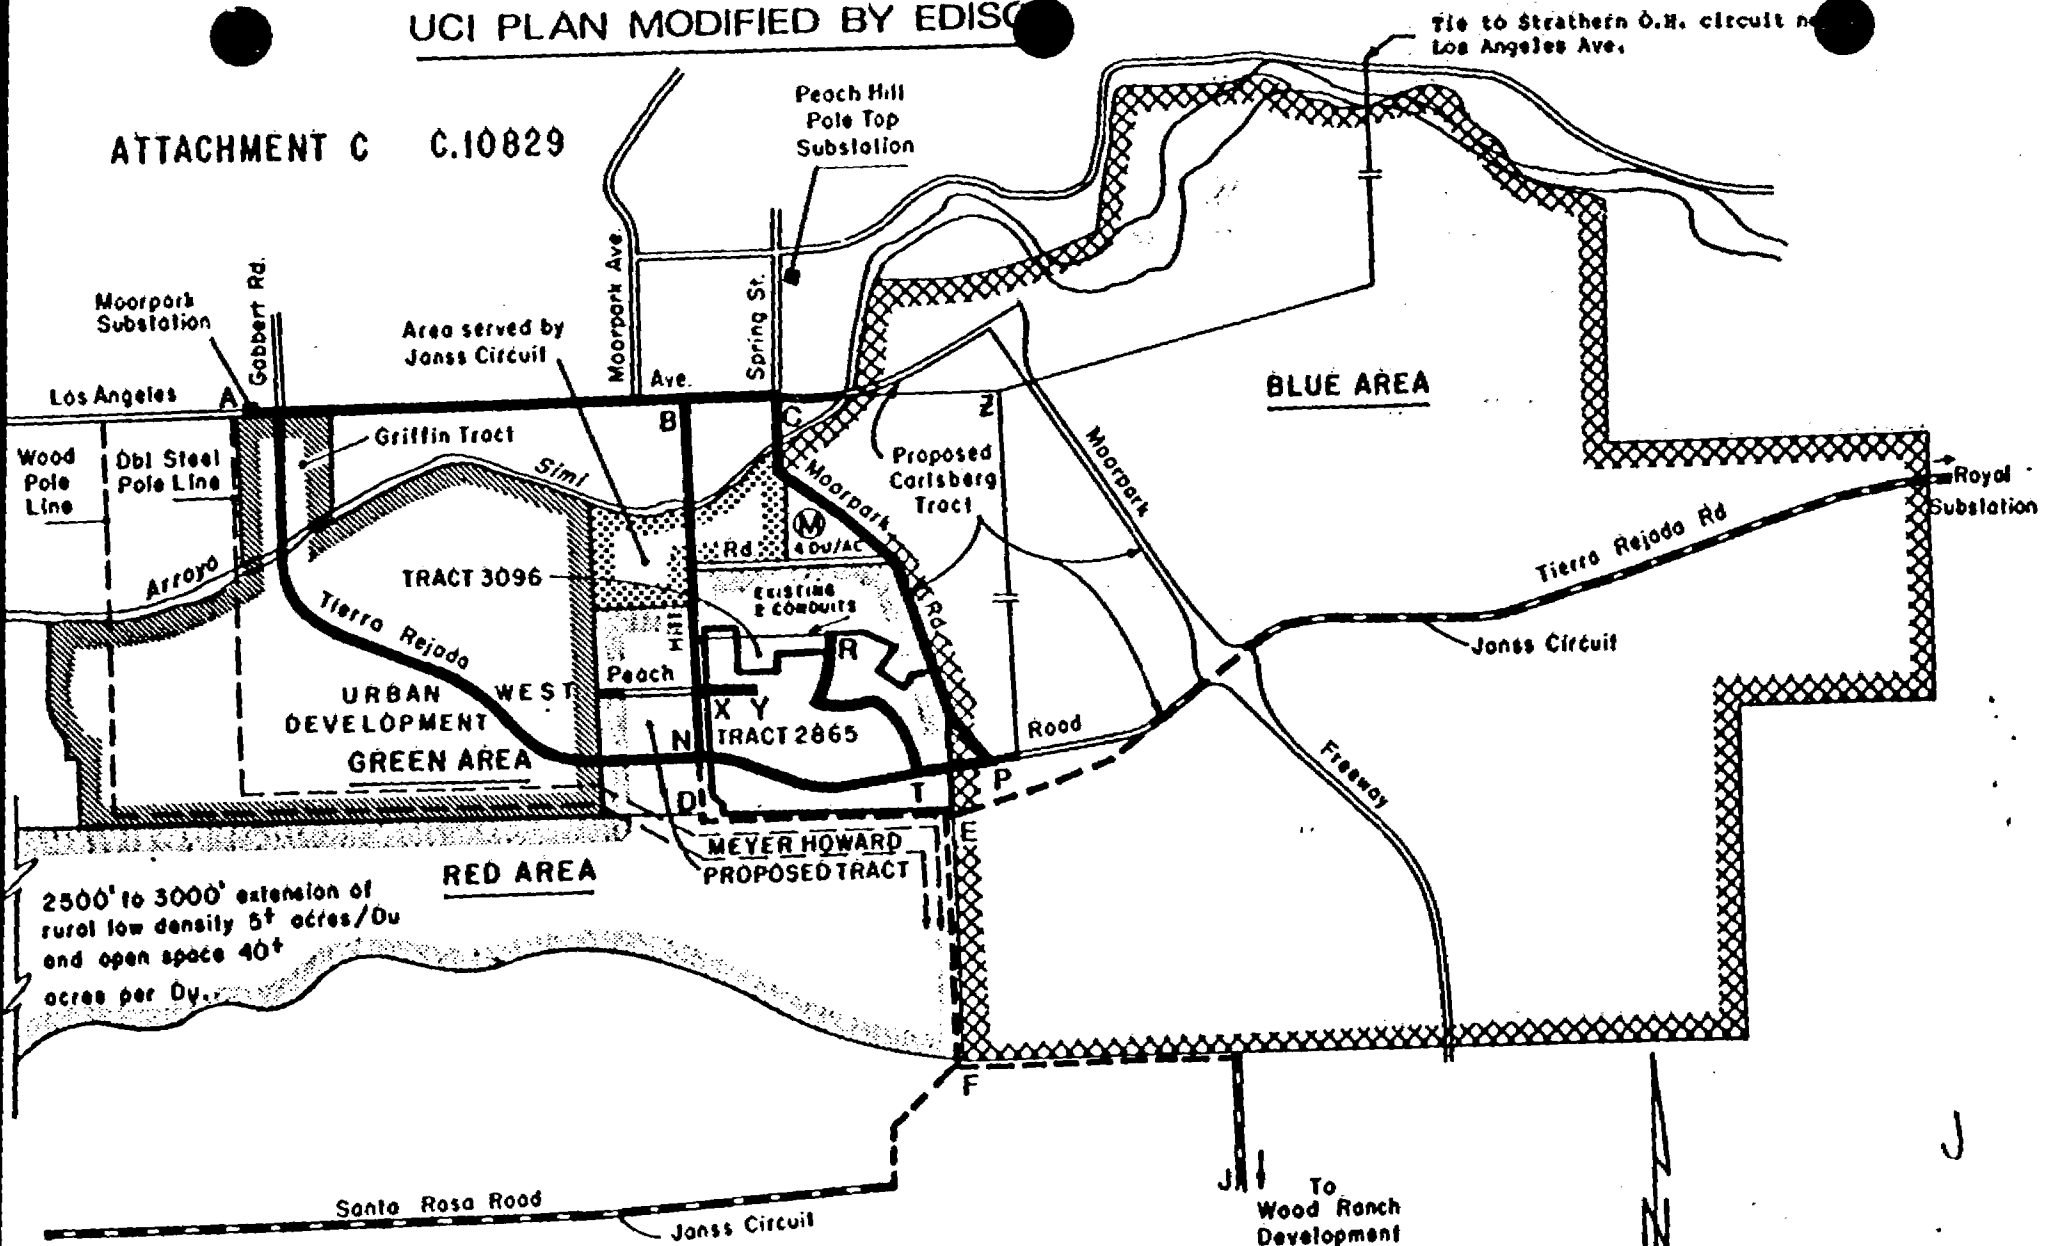 UCI PLAN MODIFIED BY
Tie to Strathern O.H. circuit
Los Angeles Ave.
ATTACHMENT C C.10829
Peach Hill
Pole Top
Substation
Moorpark
Substation
Gabbert Rd.
Area served by
Janss Circuit
Moorpark Ave.
Spring St.
Los Angeles
A
Ave.
B
C
Z
BLUE AREA
Griffin Tract
Wood
Pole
Line
Dbl Steel
Pole Line
Simi
Moorpark
Rd.
M
4 DU/AC
Proposed
Carlsberg
Tract
Moorpark
Royal
Substation
Tierra Rejada Rd
Arroyo
TRACT 3096
EXISTING
2 CONDUITS
Rd.
Hill
R
Janss Circuit
Tierra Rejada
Peach
URBAN WEST
DEVELOPMENT
GREEN AREA
X Y
N
TRACT 2865
Road
P
T
D
E
Freeway
MEYER HOWARD
PROPOSED TRACT
RED AREA
2500' to 3000' extension of
rural low density 5+ acres/Du
and open space 40+
acres per Du.
F
J
J
To
Wood Ranch
Development
Santa Rosa Road
Janss Circuit
N